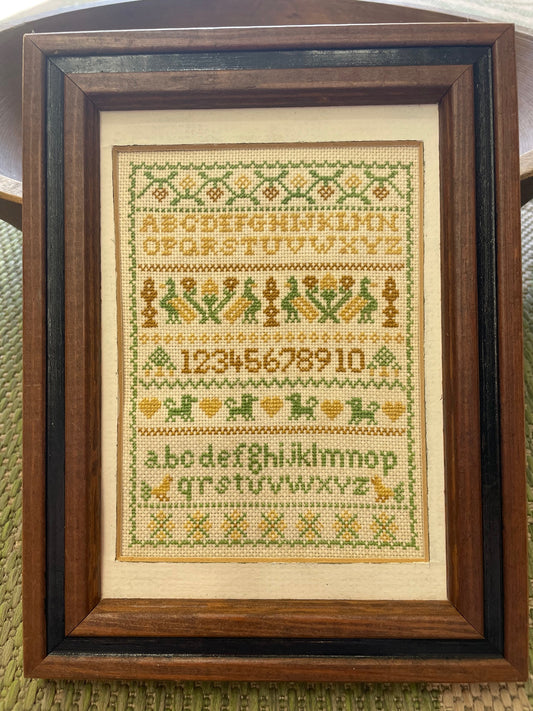 ABCDEFGHIJKLMN
OPQRSTUVWXYZ
12345678910
abcdefghijklmnop
qrstuvwxyz